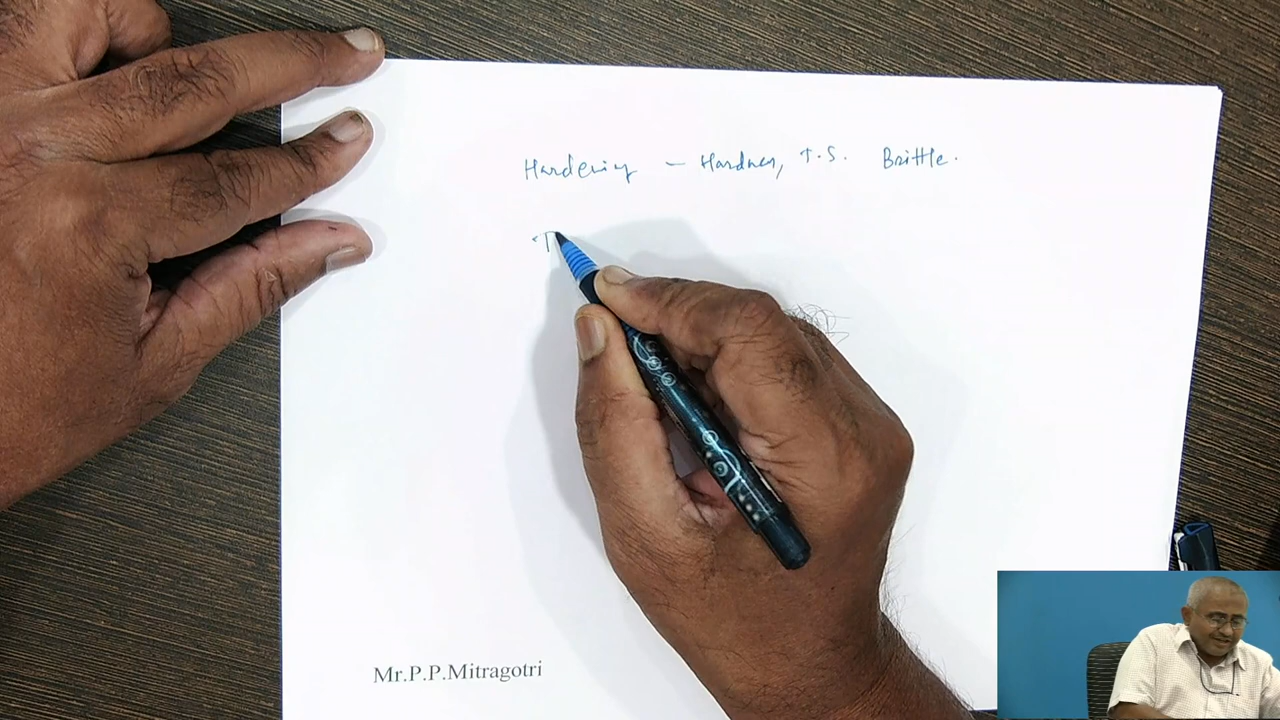 Hardening - Hardness, T.S. Brittle.
T
Mr.P.P.Mitragotri